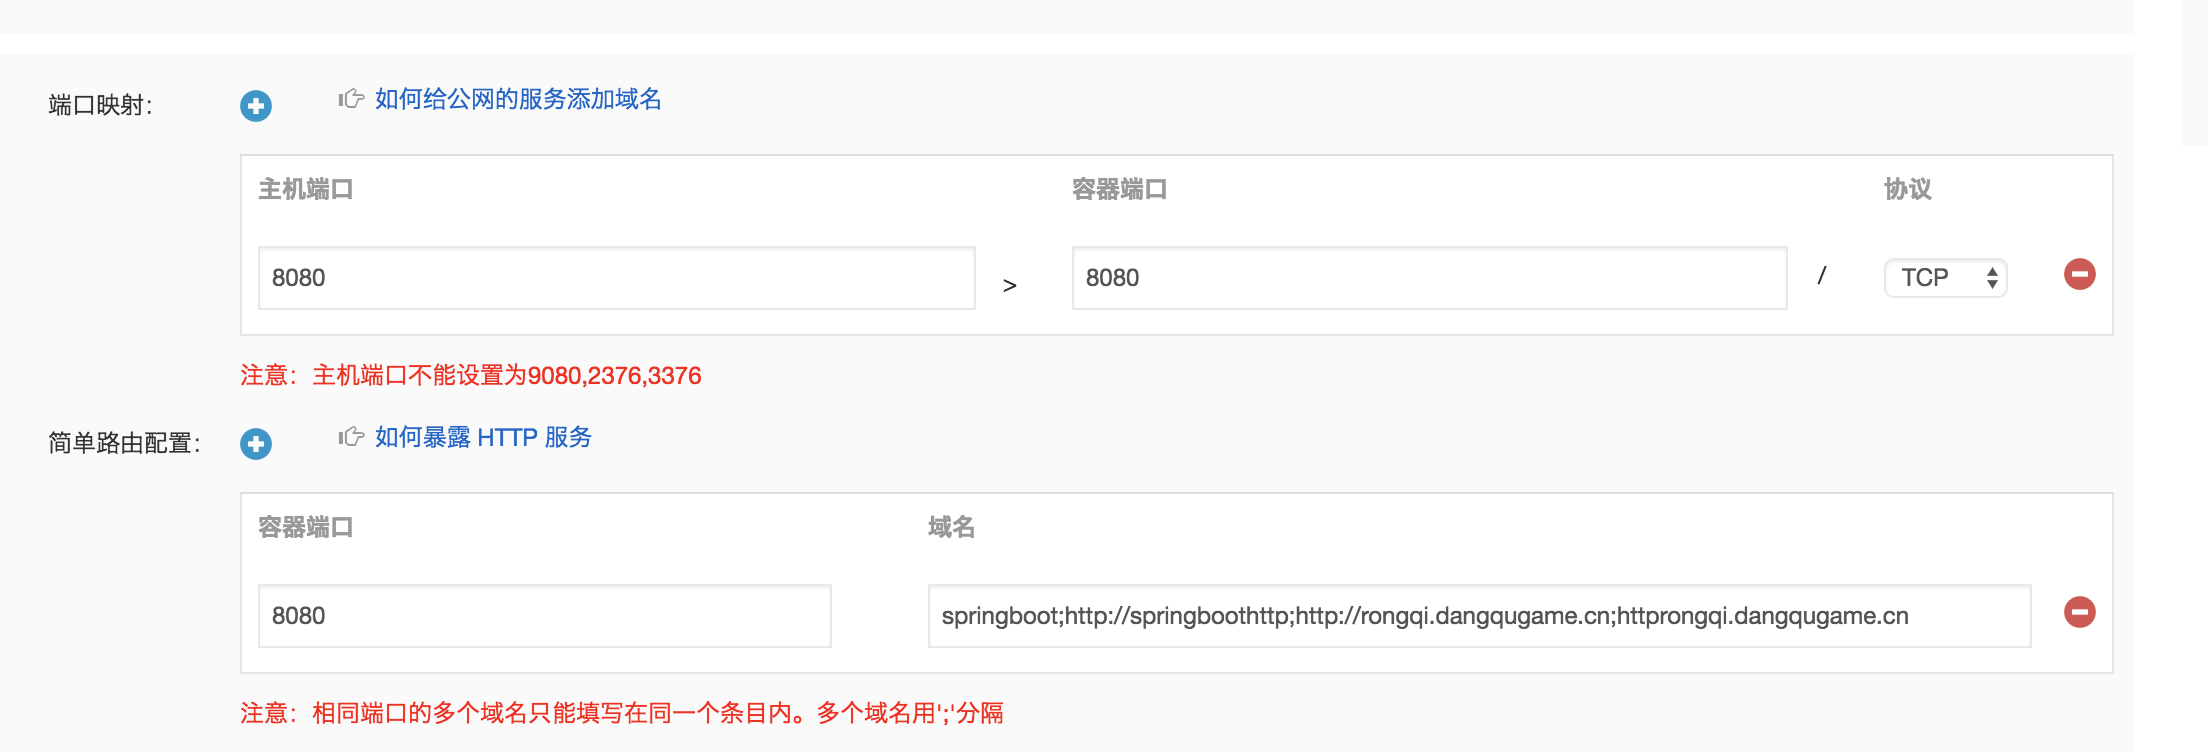 端口映射：
如何给公网的服务添加域名
主机端口 容器端口 协议
8080 > 8080 / TCP
注意：主机端口不能设置为9080,2376,3376
简单路由配置：
如何暴露 HTTP 服务
容器端口 域名
8080 springboot;http://springboothttp;http://rongqi.dangqugame.cn;httprongqi.dangqugame.cn
注意：相同端口的多个域名只能填写在同一个条目内。多个域名用';'分隔